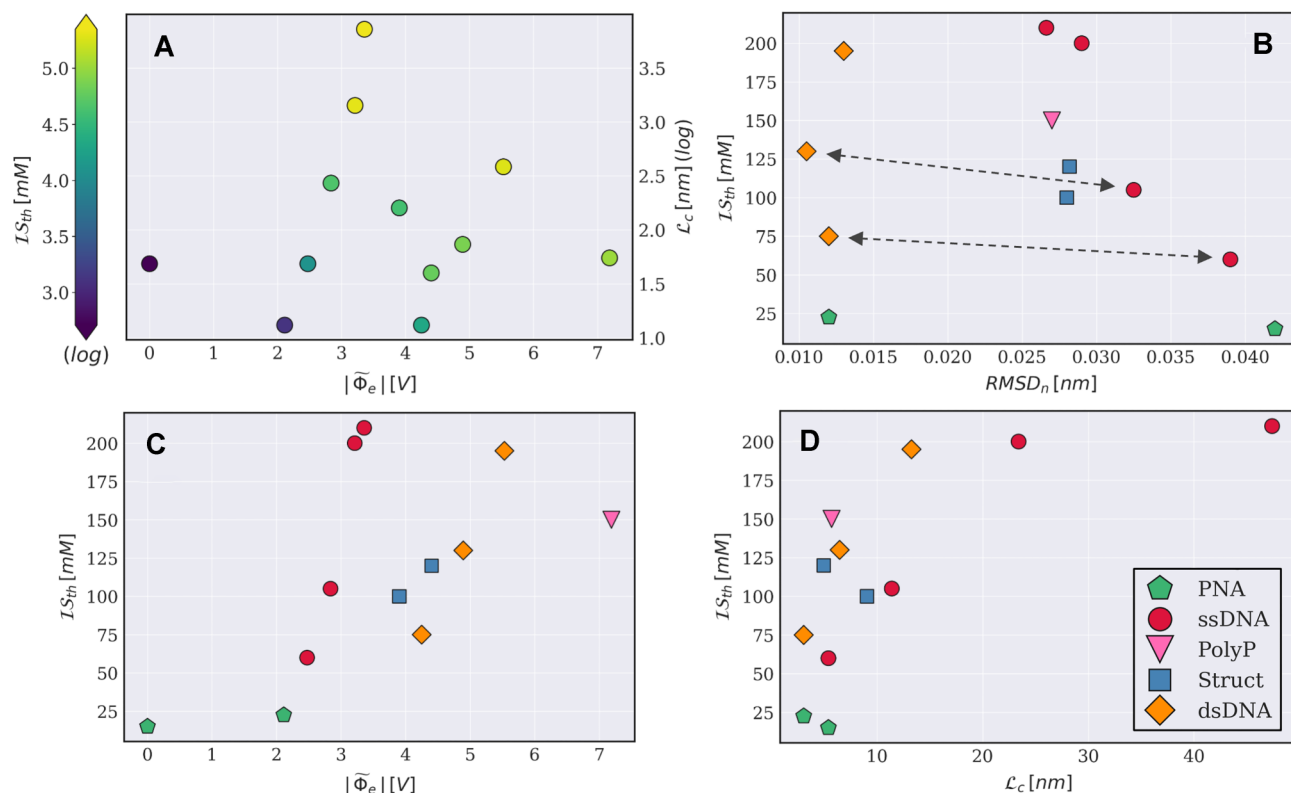 A
5.0
4.5
4.0
3.5
3.0
(log)
IS_th [mM]
3.5
3.0
2.5
2.0
1.5
1.0
L_c [nm] (log)
0 1 2 3 4 5 6 7
|Φ̃_e| [V]
B
200
175
150
125
100
75
50
25
IS_th [mM]
0.010 0.015 0.020 0.025 0.030 0.035 0.040
RMSD_n [nm]
C
200
175
150
125
100
75
50
25
IS_th [mM]
0 1 2 3 4 5 6 7
|Φ̃_e| [V]
D
200
175
150
125
100
75
50
25
IS_th [mM]
10 20 30 40
L_c [nm]
PNA
ssDNA
PolyP
Struct
dsDNA